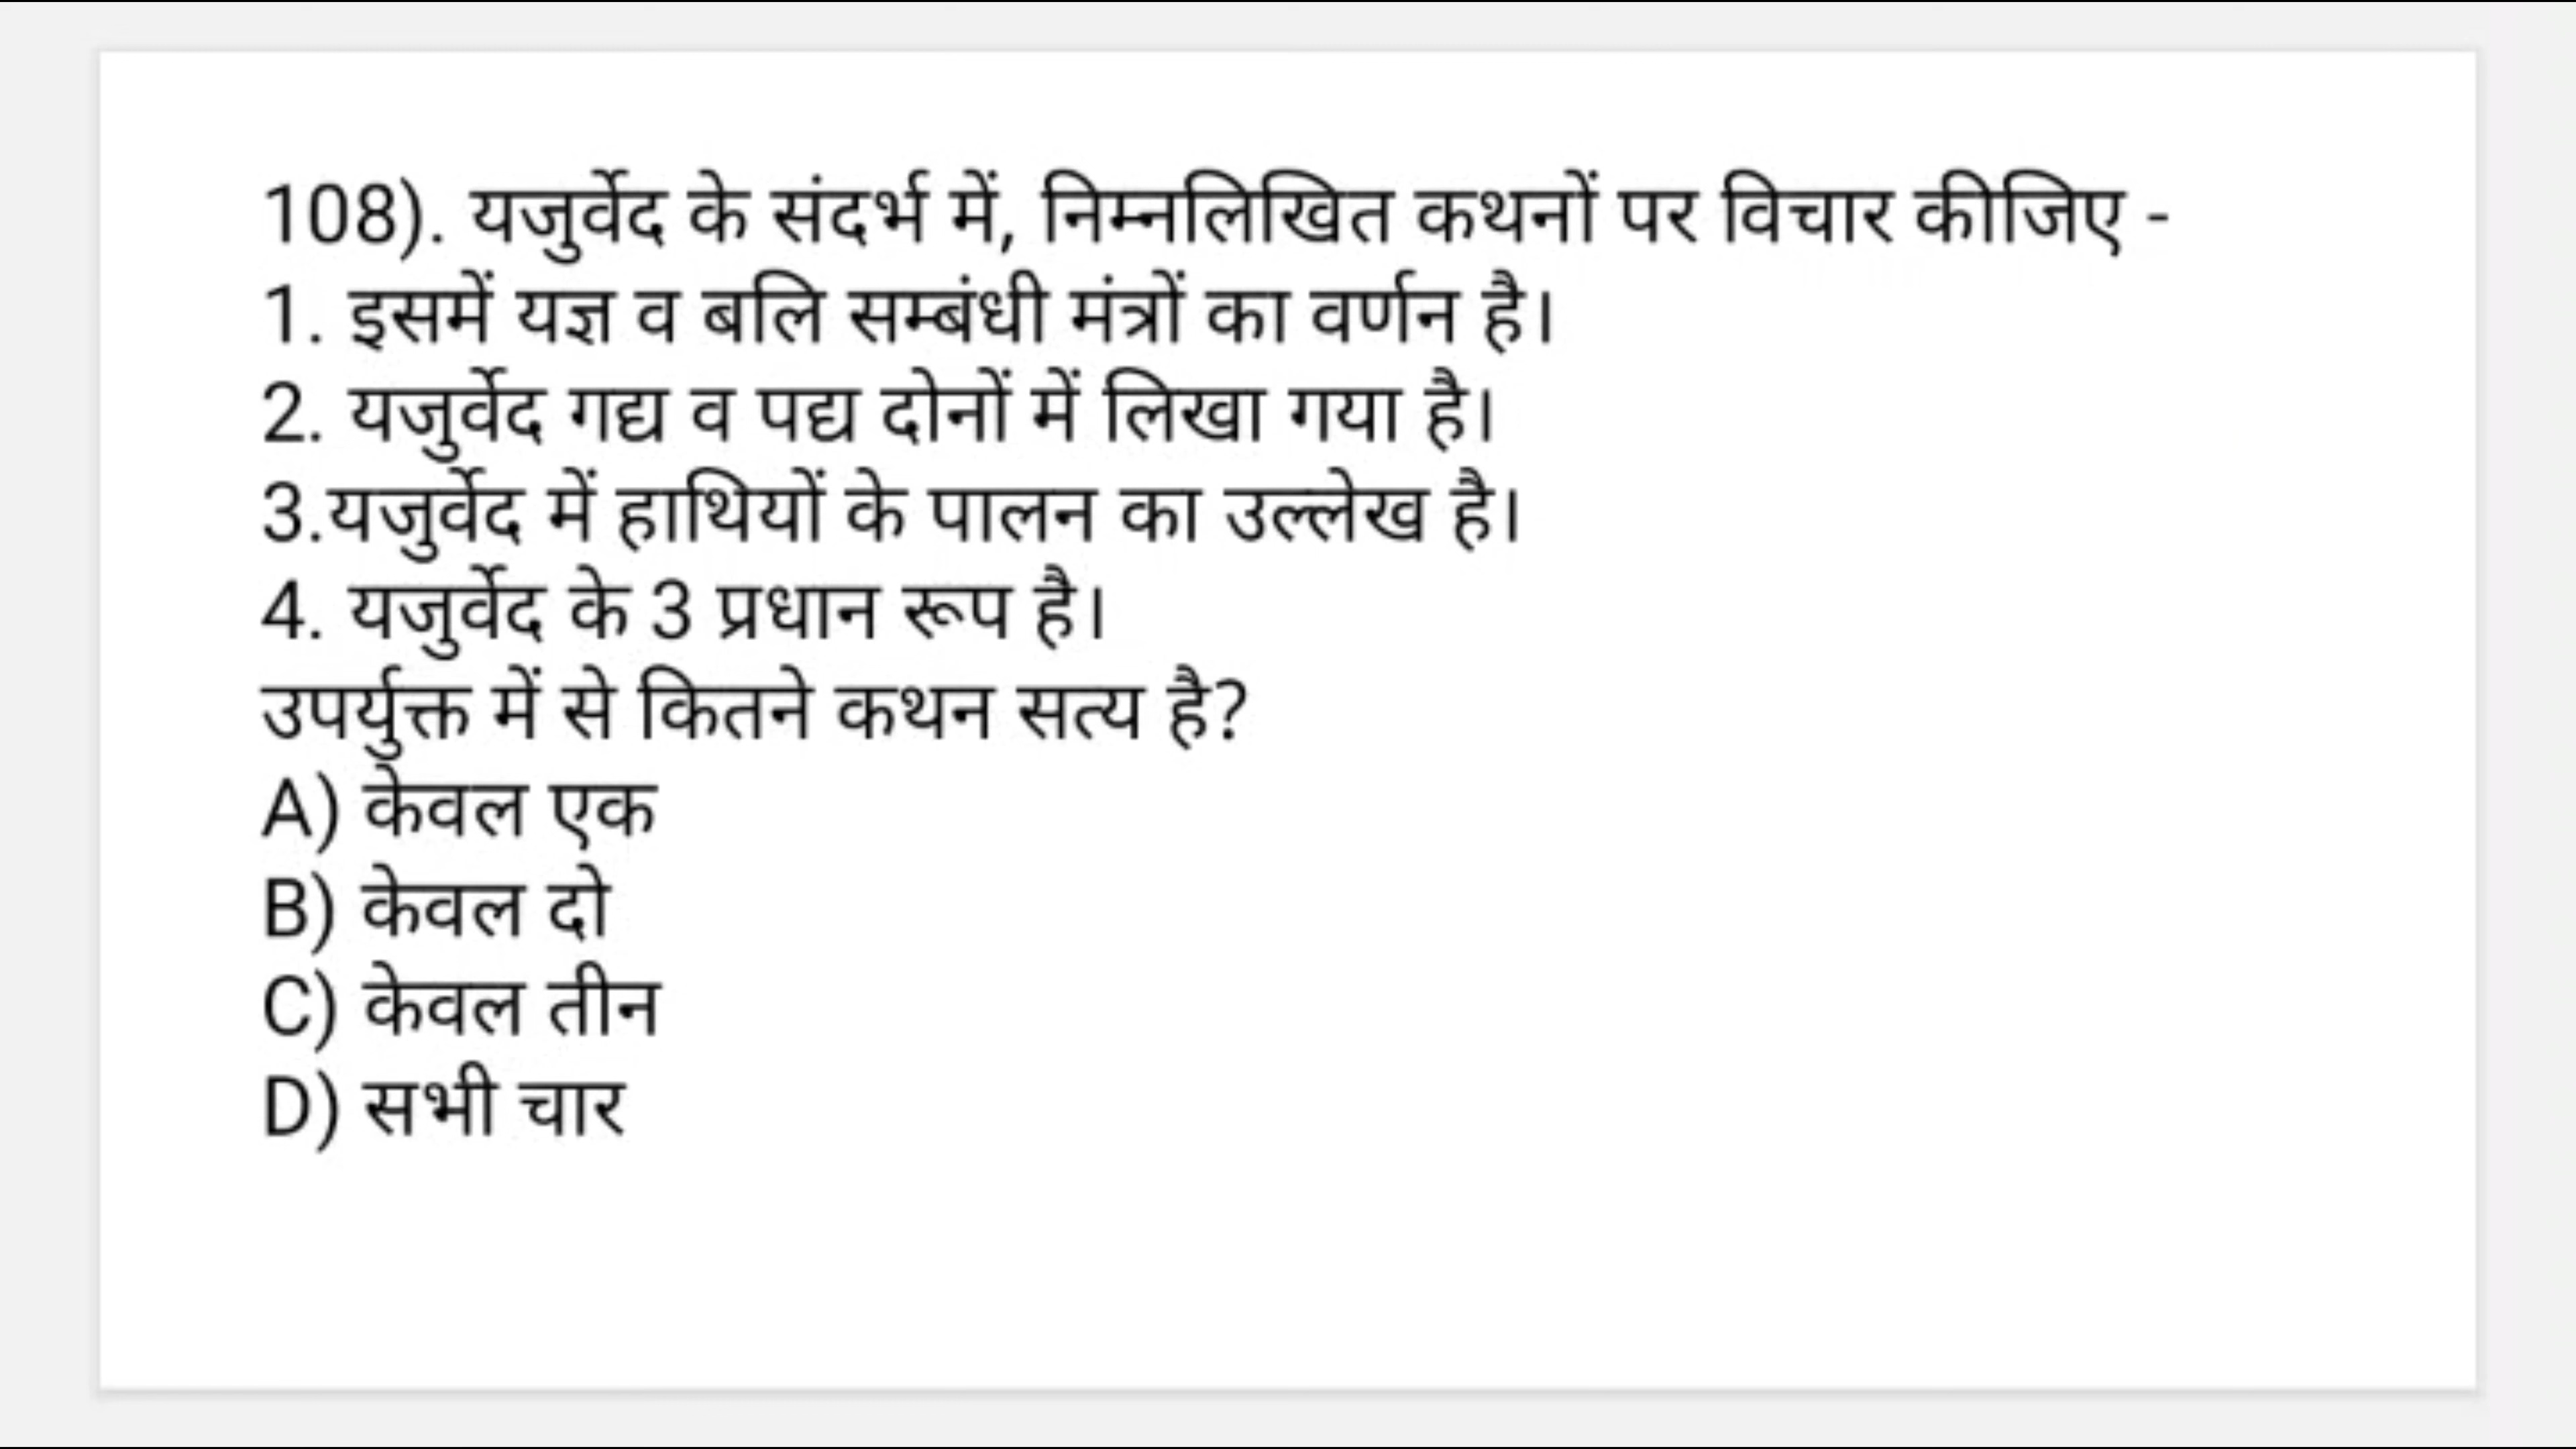 108). यजुर्वेद के संदर्भ में, निम्नलिखित कथनों पर विचार कीजिए -
1. इसमें यज्ञ व बलि सम्बंधी मंत्रों का वर्णन है।
2. यजुर्वेद गद्य व पद्य दोनों में लिखा गया है।
3.यजुर्वेद में हाथियों के पालन का उल्लेख है।
4. यजुर्वेद के 3 प्रधान रूप है।
उपर्युक्त में से कितने कथन सत्य है?
A) केवल एक
B) केवल दो
C) केवल तीन
D) सभी चार